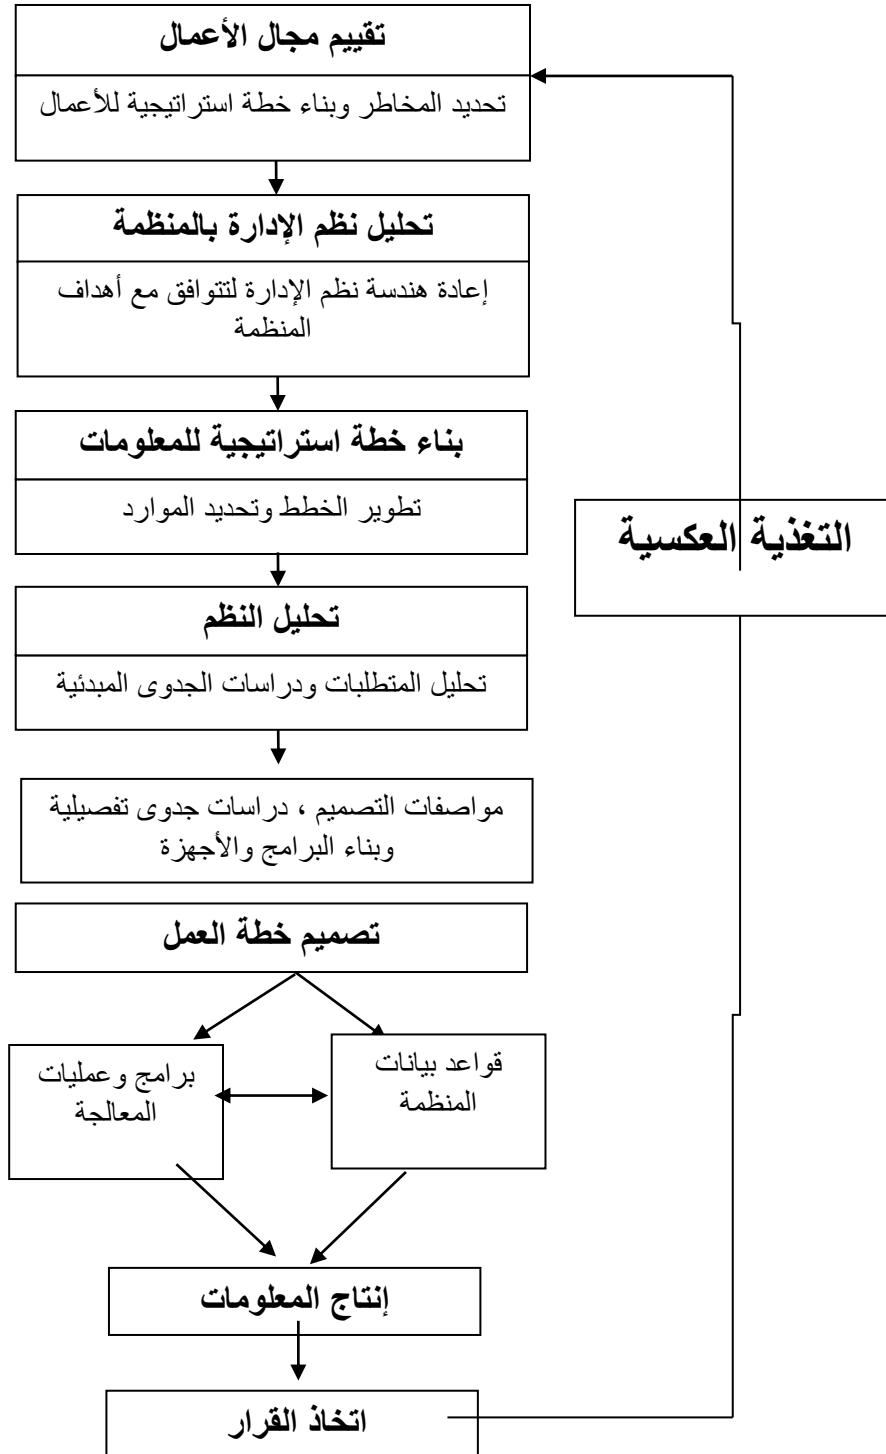 تقييم مجال الأعمال
تحديد المخاطر وبناء خطة استراتيجية للأعمال
تحليل نظم الإدارة بالمنظمة
إعادة هندسة نظم الإدارة لتتوافق مع أهداف
المنظمة
بناء خطة استراتيجية للمعلومات
تطوير الخطط وتحديد الموارد
التغذية العكسية
تحليل النظم
تحليل المتطلبات ودراسات الجدوى المبدئية
مواصفات التصميم ، دراسات جدوى تفصيلية
وبناء البرامج والأجهزة
تصميم خطة العمل
قواعد بيانات
المنظمة
برامج وعمليات
المعالجة
إنتاج المعلومات
اتخاذ القرار